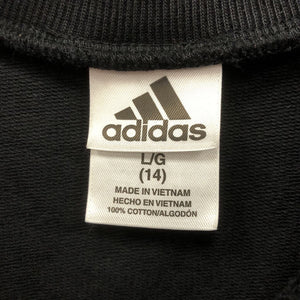 adidas
L/G
(14)
MADE IN VIETNAM
HECHO EN VIETNAM
100% COTTON/ALGODÓN